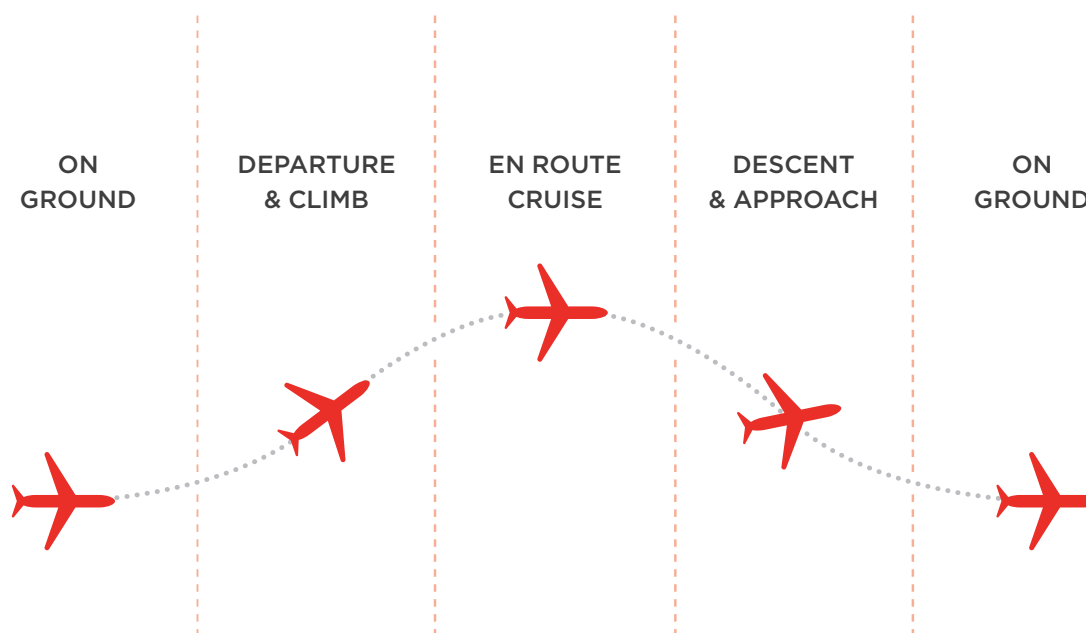 ON
GROUND
DEPARTURE
& CLIMB
EN ROUTE
CRUISE
DESCENT
& APPROACH
ON
GROUND